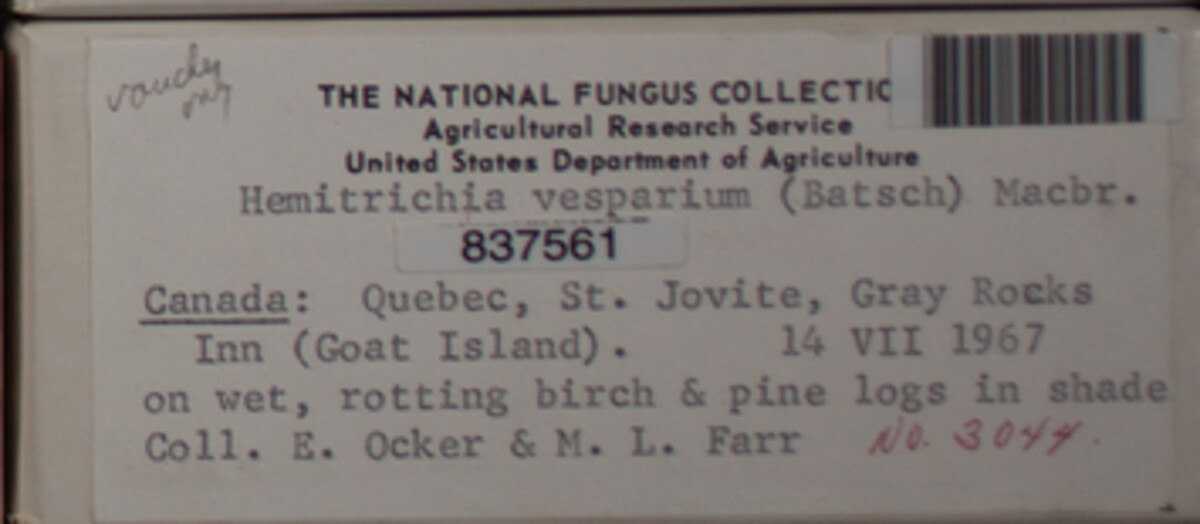 voucher only
THE NATIONAL FUNGUS COLLECTIO
Agricultural Research Service
United States Department of Agriculture
Hemitrichia vesparium (Batsch) Macbr.
837561
Canada: Quebec, St. Jovite, Gray Rocks
Inn (Goat Island). 14 VII 1967
on wet, rotting birch & pine logs in shade
Coll. E. Ocker & M. L. Farr No. 3044